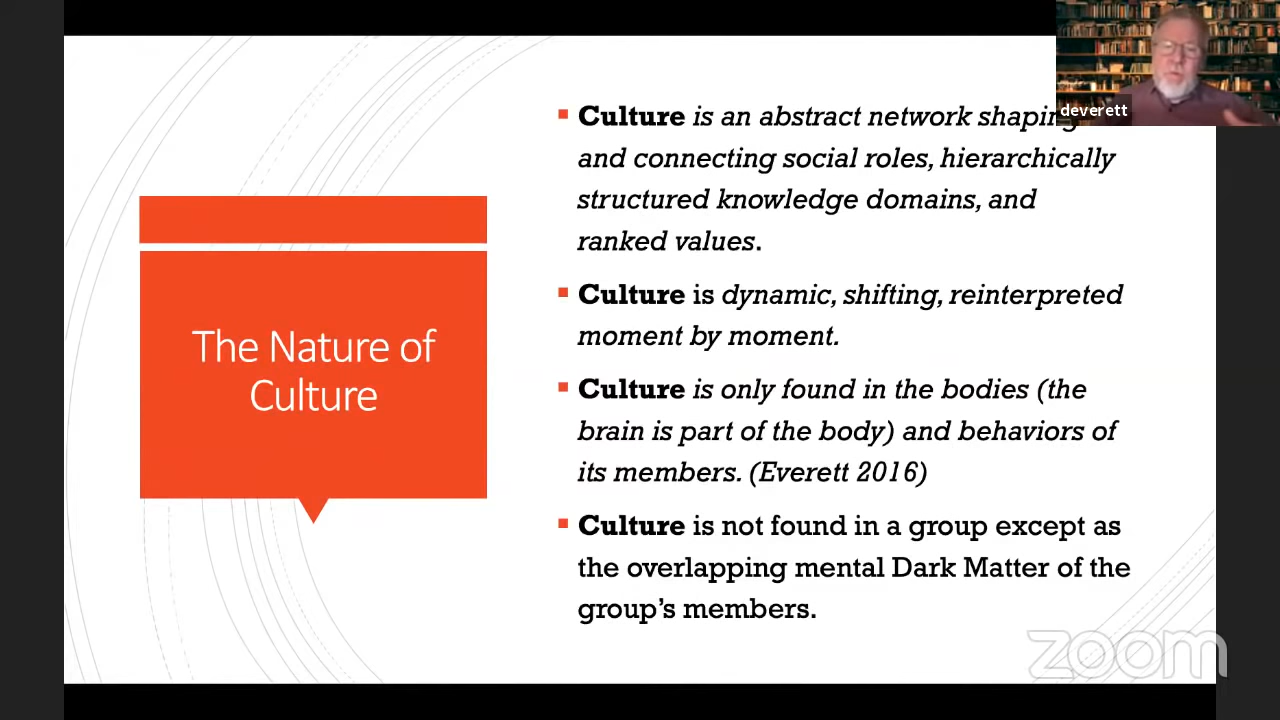 deverett
The Nature of
Culture
Culture is an abstract network shaping
and connecting social roles, hierarchically
structured knowledge domains, and
ranked values.
Culture is dynamic, shifting, reinterpreted
moment by moment.
Culture is only found in the bodies (the
brain is part of the body) and behaviors of
its members. (Everett 2016)
Culture is not found in a group except as
the overlapping mental Dark Matter of the
group's members.
zoom